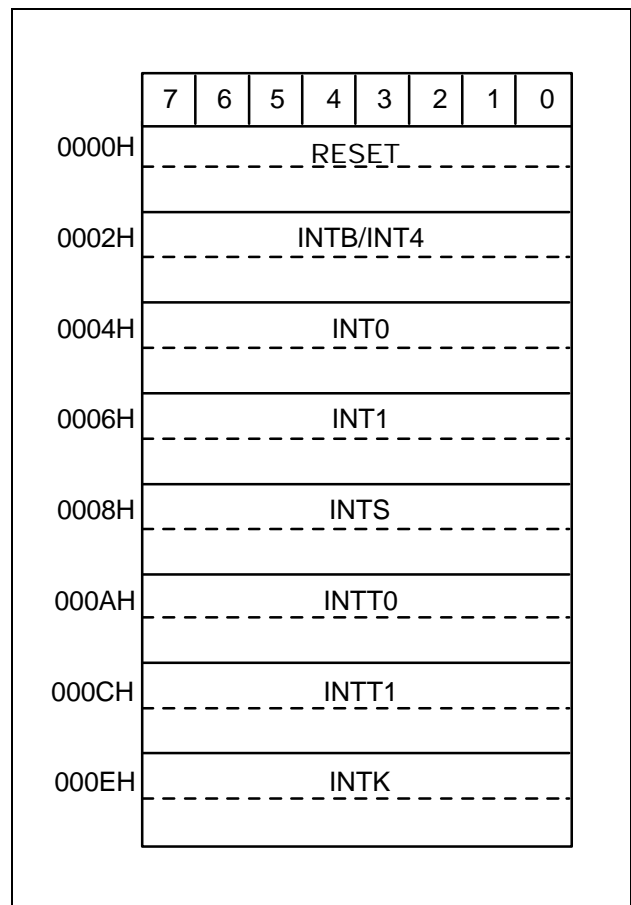 7 6 5 4 3 2 1 0
0000H RESET
0002H INTB/INT4
0004H INT0
0006H INT1
0008H INTS
000AH INTT0
000CH INTT1
000EH INTK